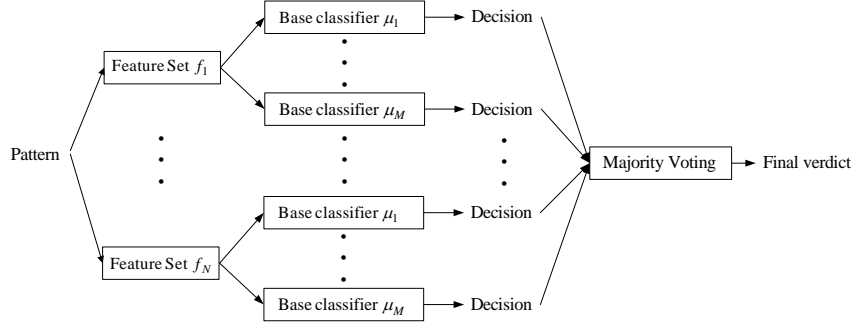 Base classifier μ1
Decision
Feature Set f1
Base classifier μM
Decision
Pattern
Majority Voting
Final verdict
Base classifier μ1
Decision
Feature Set fN
Base classifier μM
Decision